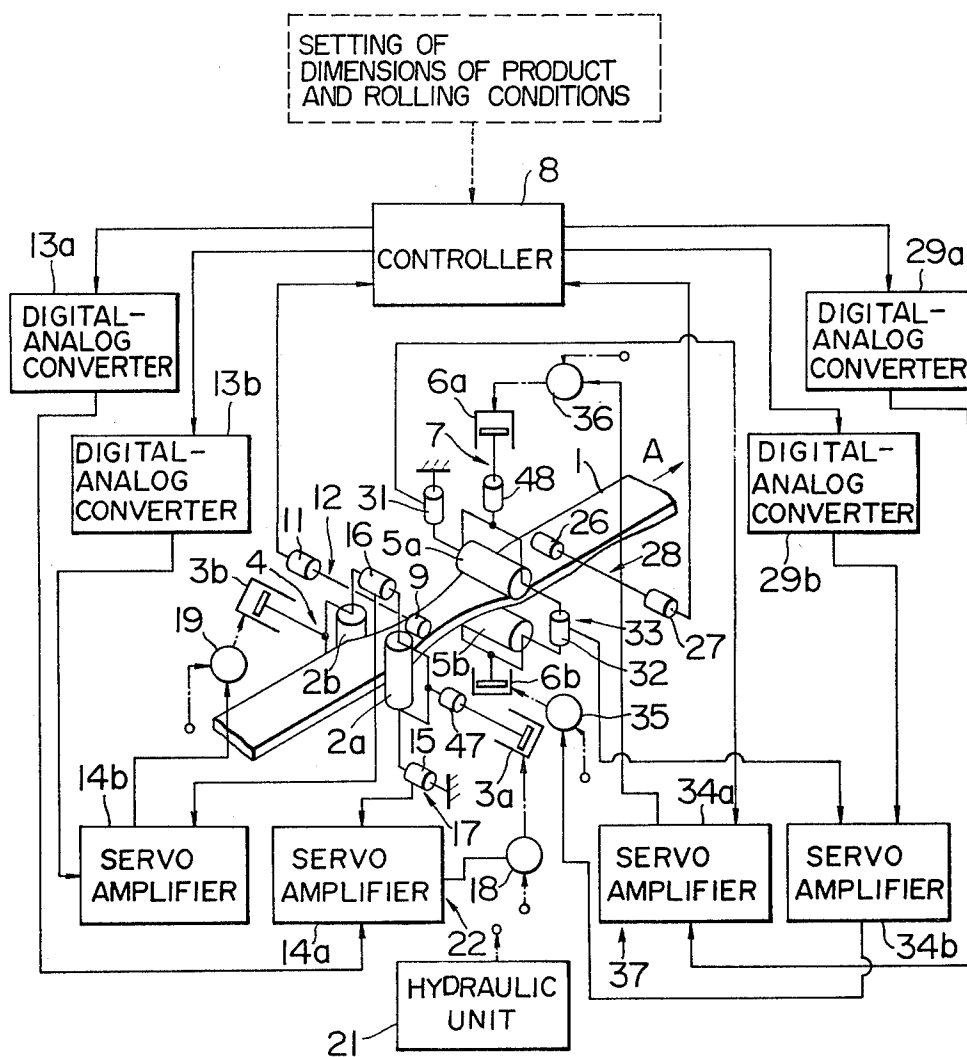 SETTING OF
DIMENSIONS OF PRODUCT
AND ROLLING CONDITIONS
8
CONTROLLER
13a
DIGITAL-
ANALOG
CONVERTER
29a
DIGITAL-
ANALOG
CONVERTER
13b
DIGITAL-
ANALOG
CONVERTER
DIGITAL-
ANALOG
CONVERTER
29b
6a
36
7
1
A
31
48
26
28
5a
11
12
16
9
4
3b
19
2b
33
27
5b
32
6b
2a
47
35
15
3a
17
14b
SERVO
AMPLIFIER
SERVO
AMPLIFIER
14a
18
22
34a
SERVO
AMPLIFIER
37
SERVO
AMPLIFIER
34b
HYDRAULIC
UNIT
21